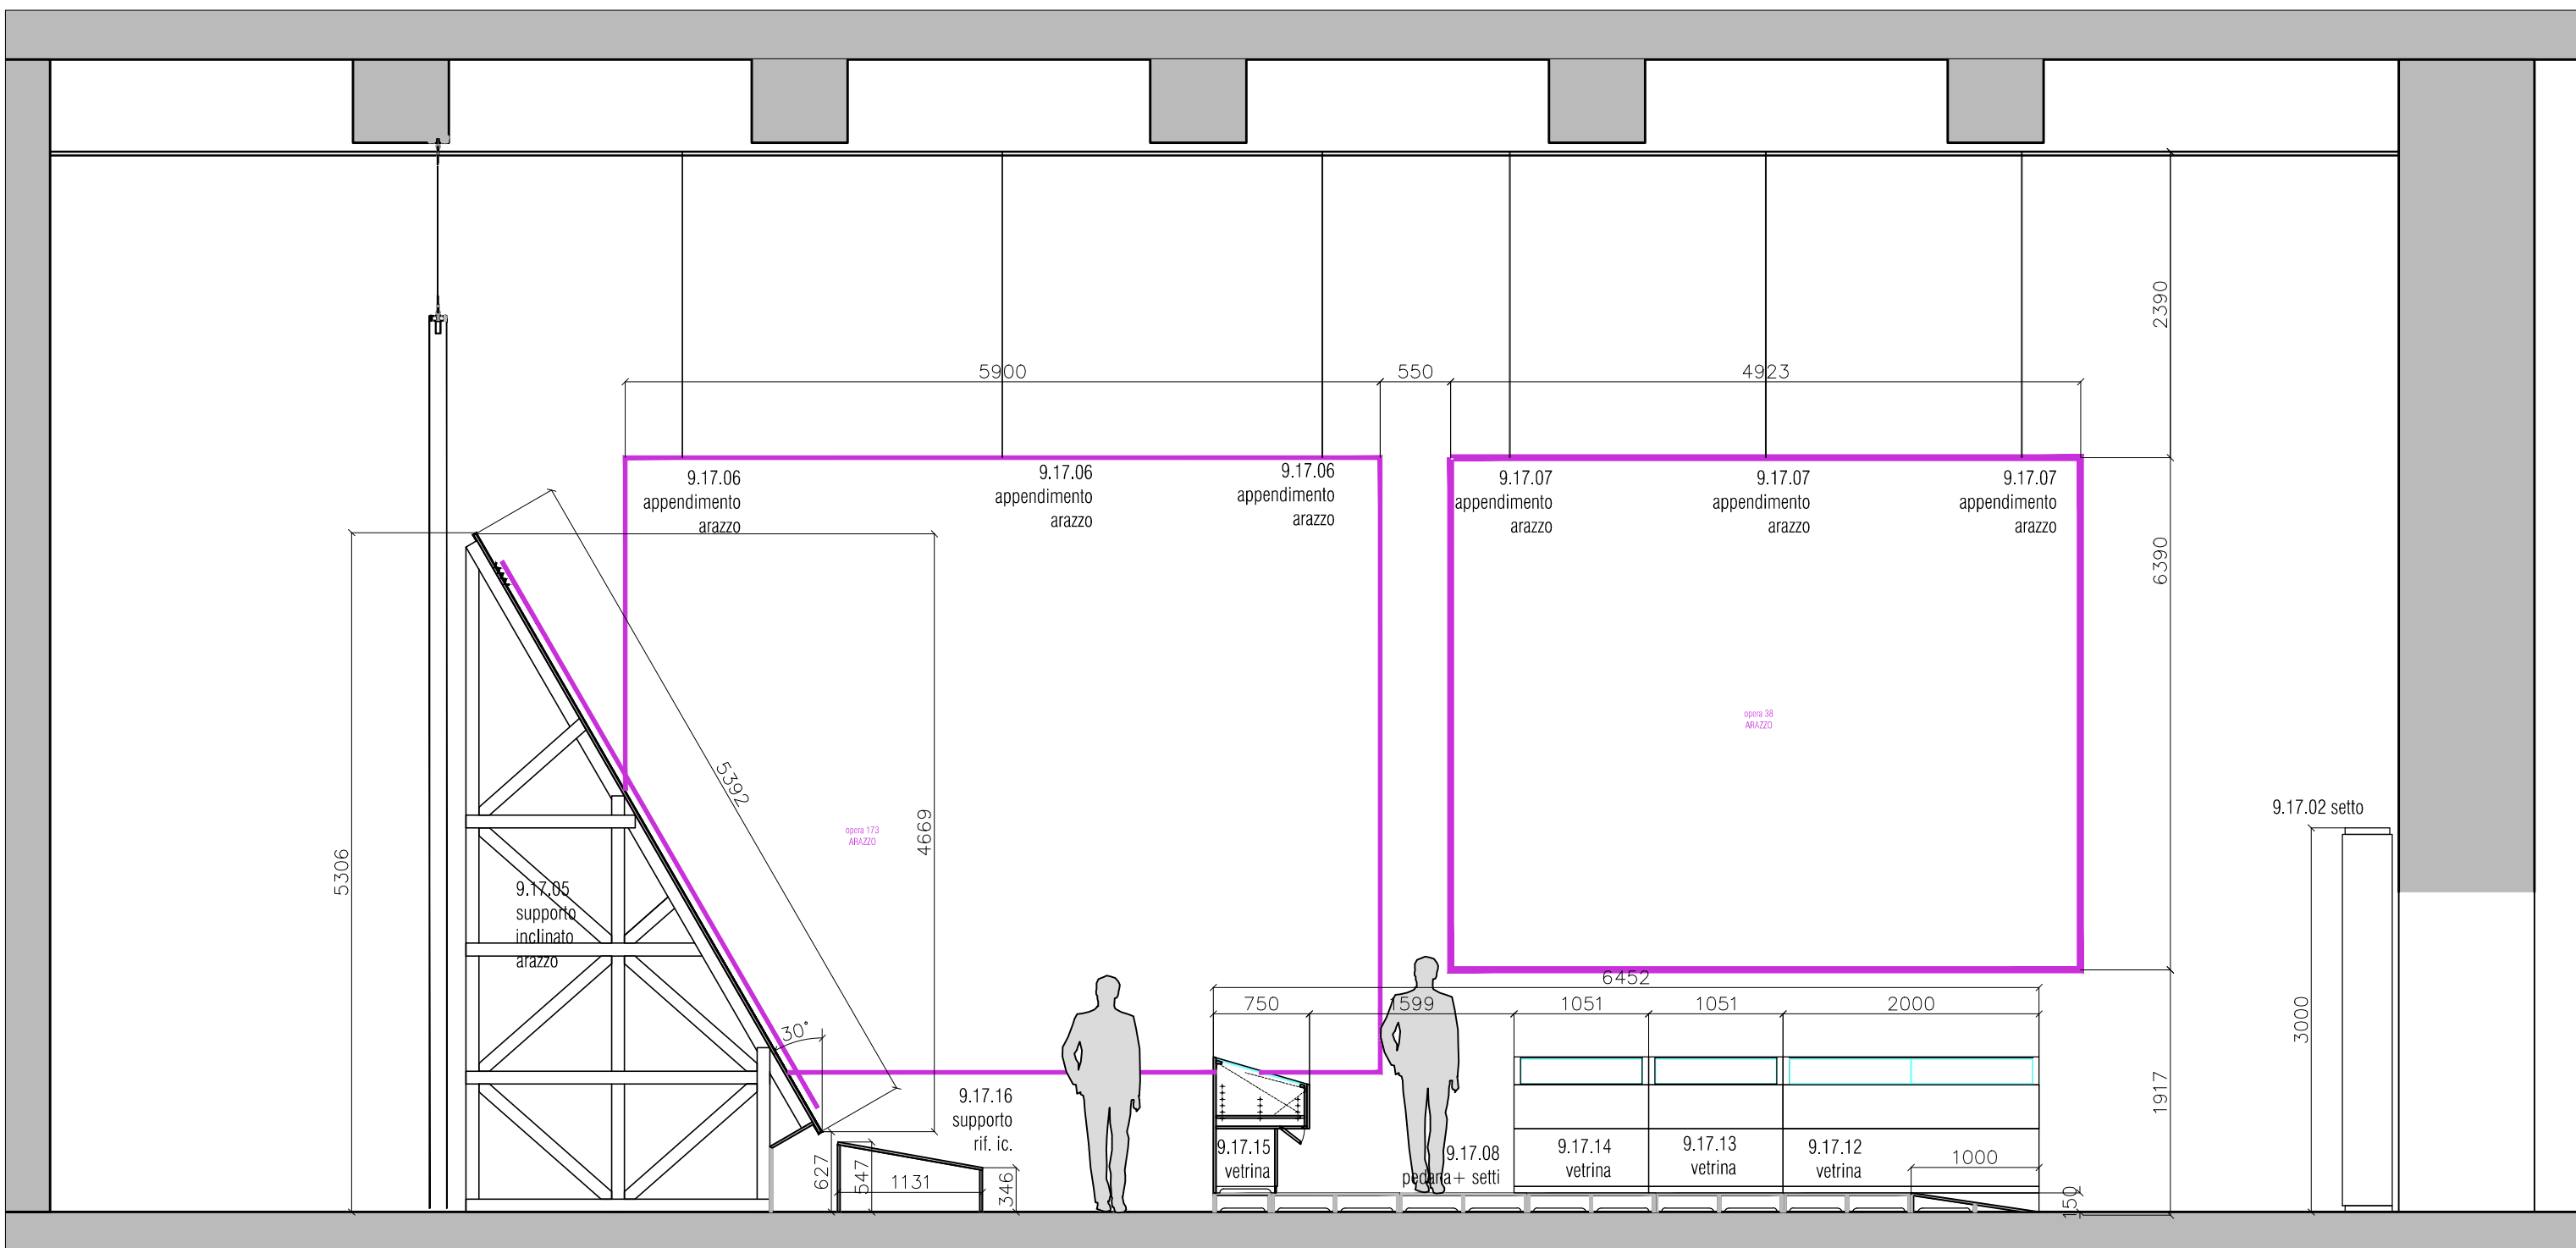 2390
5900
550
4923
9.17.06
appendimento
arazzo
9.17.06
appendimento
arazzo
9.17.06
appendimento
arazzo
9.17.07
appendimento
arazzo
9.17.07
appendimento
arazzo
9.17.07
appendimento
arazzo
6390
opera 38
ARAZZO
5392
opera 173
ARAZZO
4669
5306
9.17.05
supporto
inclinato
arazzo
9.17.02 setto
3000
6452
750
1599
1051
1051
2000
30°
1917
9.17.16
supporto
rif. ic.
627
547
1131
346
9.17.15
vetrina
9.17.08
pedana+ setti
9.17.14
vetrina
9.17.13
vetrina
9.17.12
vetrina
1000
150